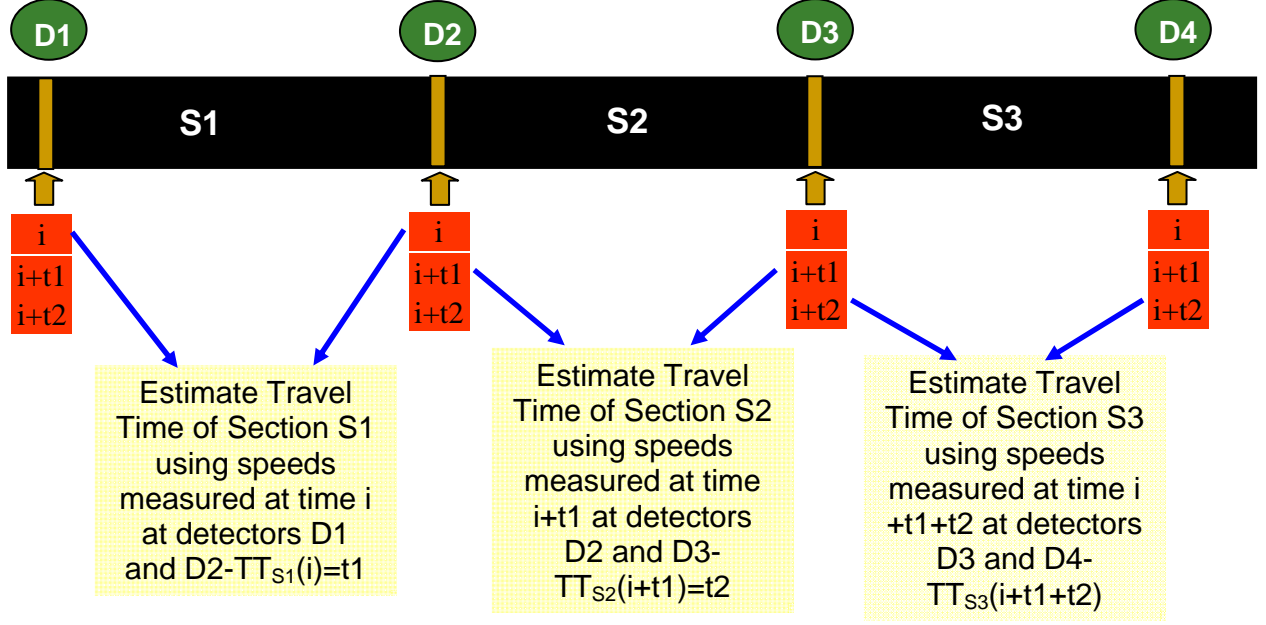 D1 D2 D3 D4
S1 S2 S3
i i i i
i+t1 i+t1 i+t1 i+t1
i+t2 i+t2 i+t2 i+t2
Estimate Travel
Time of Section S1
using speeds
measured at time i
at detectors D1
and D2-TTS1(i)=t1
Estimate Travel
Time of Section S2
using speeds
measured at time
i+t1 at detectors
D2 and D3-
TTS2(i+t1)=t2
Estimate Travel
Time of Section S3
using speeds
measured at time i
+t1+t2 at detectors
D3 and D4-
TTS3(i+t1+t2)